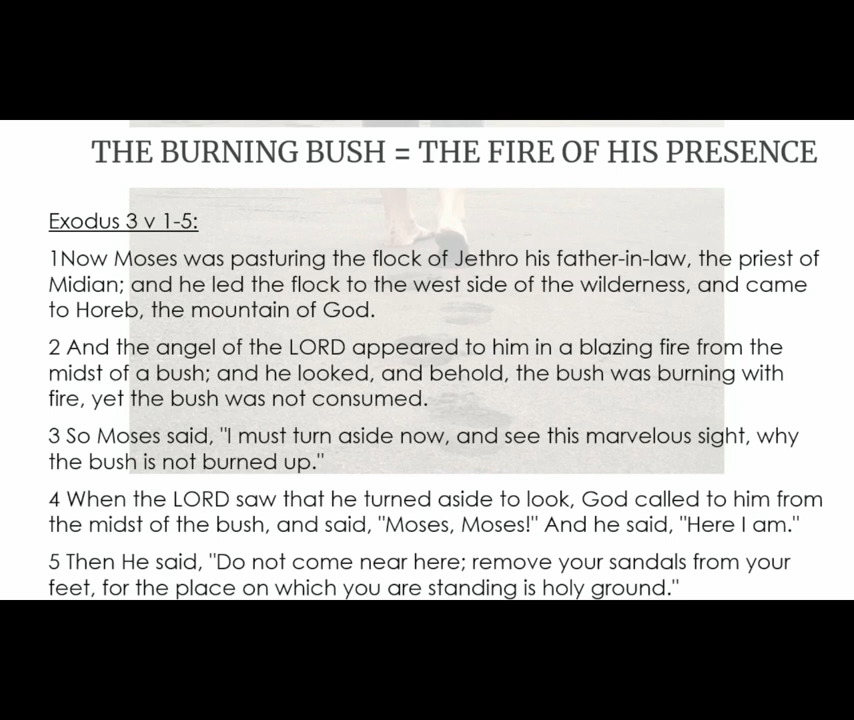 THE BURNING BUSH = THE FIRE OF HIS PRESENCE
Exodus 3 v 1-5:
1Now Moses was pasturing the flock of Jethro his father-in-law, the priest of
Midian; and he led the flock to the west side of the wilderness, and came
to Horeb, the mountain of God.
2 And the angel of the LORD appeared to him in a blazing fire from the
midst of a bush; and he looked, and behold, the bush was burning with
fire, yet the bush was not consumed.
3 So Moses said, "I must turn aside now, and see this marvelous sight, why
the bush is not burned up."
4 When the LORD saw that he turned aside to look, God called to him from
the midst of the bush, and said, "Moses, Moses!" And he said, "Here I am."
5 Then He said, "Do not come near here; remove your sandals from your
feet, for the place on which you are standing is holy ground."